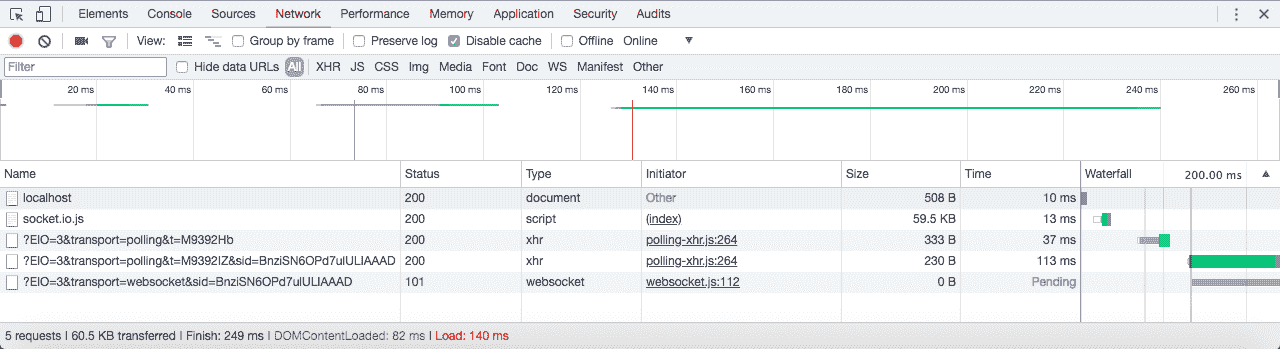 Elements Console Sources Network Performance Memory Application Security Audits
View: Group by frame Preserve log Disable cache Offline Online
Filter Hide data URLs All XHR JS CSS Img Media Font Doc WS Manifest Other
20 ms 40 ms 60 ms 80 ms 100 ms 120 ms 140 ms 160 ms 180 ms 200 ms 220 ms 240 ms 260 ms
Name Status Type Initiator Size Time Waterfall 200.00 ms
localhost 200 document Other 508 B 10 ms
socket.io.js 200 script (index) 59.5 KB 13 ms
?EIO=3&transport=polling&t=M9392Hb 200 xhr polling-xhr.js:264 333 B 37 ms
?EIO=3&transport=polling&t=M9392IZ&sid=BnziSN6OPd7uIULIAAAD 200 xhr polling-xhr.js:264 230 B 113 ms
?EIO=3&transport=websocket&sid=BnziSN6OPd7uIULIAAAD 101 websocket websocket.js:112 0 B Pending
5 requests | 60.5 KB transferred | Finish: 249 ms | DOMContentLoaded: 82 ms | Load: 140 ms